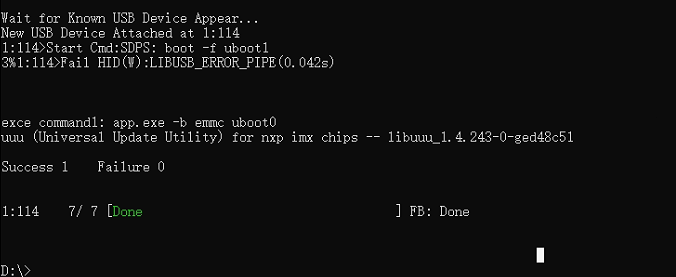 Wait for Known USB Device Appear...
New USB Device Attached at 1:114
1:114>Start Cmd:SDPS: boot -f uboot1
3%1:114>Fail HID(W):LIBUSB_ERROR_PIPE(0.042s)
exce command1: app.exe -b emmc uboot0
uuu (Universal Update Utility) for nxp imx chips -- libuuu_1.4.243-0-ged48c51
Success 1    Failure 0
1:114    7/ 7 [Done                                      ] FB: Done
D:\>